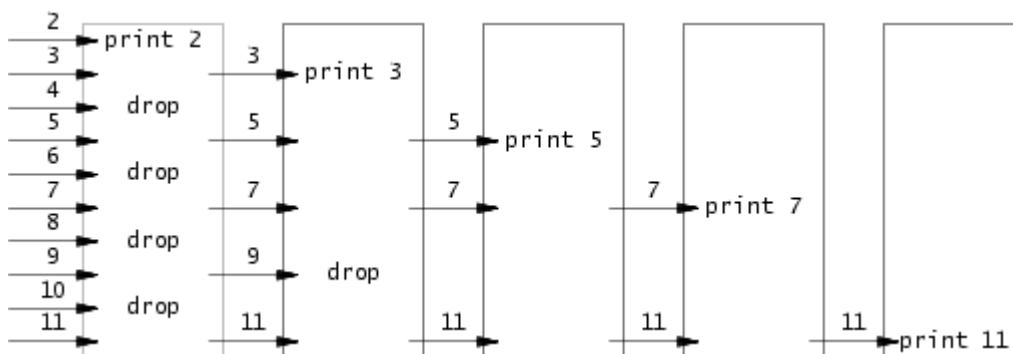 2 print 2
3 3 print 3
4 drop
5 5 5 print 5
6 drop
7 7 7 7 print 7
8 drop
9 9 drop
10 drop
11 11 11 11 11 print 11